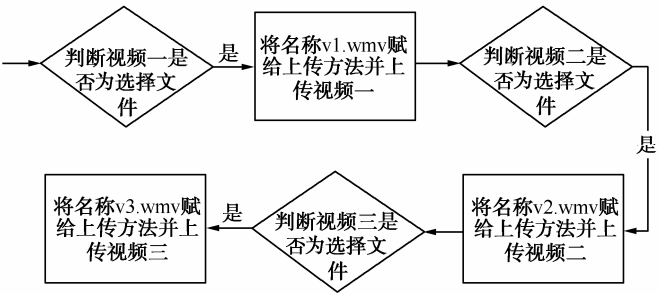 判断视频一是
否为选择文
件
是
将名称v1.wmv赋
给上传方法并上
传视频一
判断视频二是
否为选择文
件
是
将名称v2.wmv赋
给上传方法并上
传视频二
判断视频三是
否为选择文
件
是
将名称v3.wmv赋
给上传方法并上
传视频三